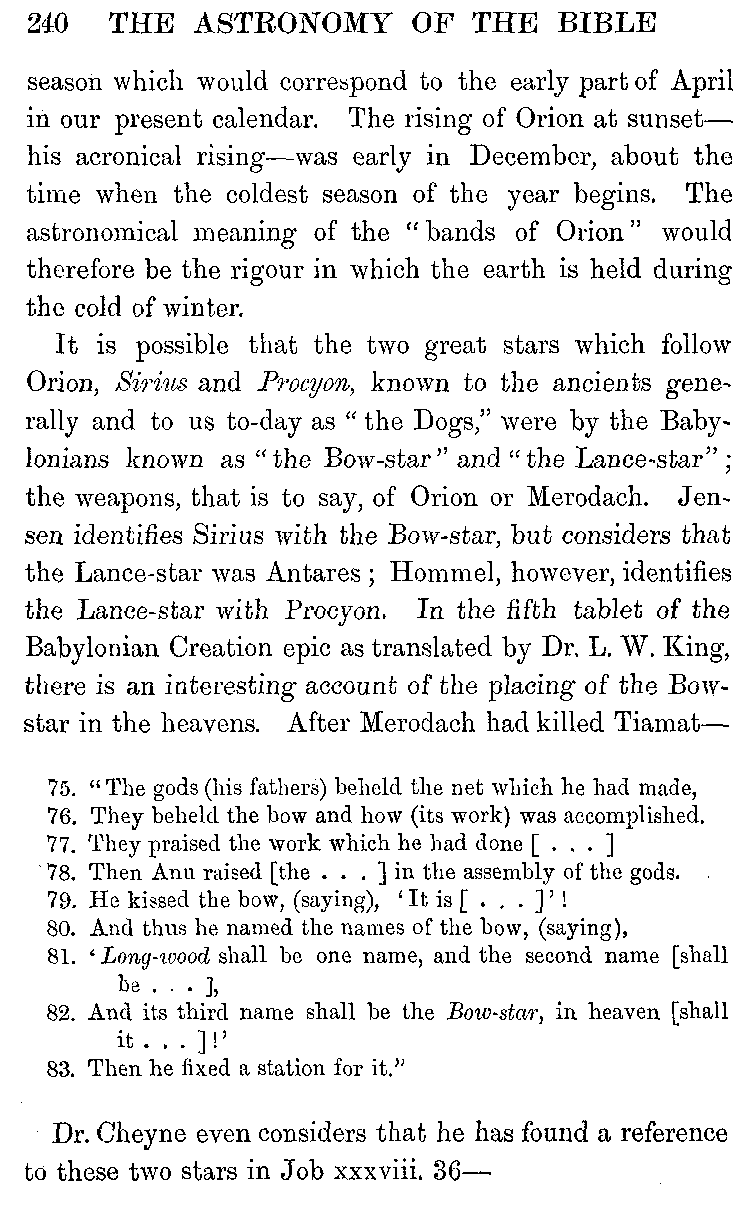 240 THE ASTRONOMY OF THE BIBLE
season which would correspond to the early part of April
in our present calendar. The rising of Orion at sunset—
his acronical rising—was early in December, about the
time when the coldest season of the year begins. The
astronomical meaning of the "bands of Orion" would
therefore be the rigour in which the earth is held during
the cold of winter.
It is possible that the two great stars which follow
Orion, Sirius and Procyon, known to the ancients gene-
rally and to us to-day as "the Dogs," were by the Baby-
lonians known as "the Bow-star" and "the Lance-star";
the weapons, that is to say, of Orion or Merodach. Jen-
sen identifies Sirius with the Bow-star, but considers that
the Lance-star was Antares; Hommel, however, identifies
the Lance-star with Procyon. In the fifth tablet of the
Babylonian Creation epic as translated by Dr. L. W. King,
there is an interesting account of the placing of the Bow-
star in the heavens. After Merodach had killed Tiamat—
75. "The gods (his fathers) beheld the net which he had made,
76. They beheld the bow and how (its work) was accomplished.
77. They praised the work which he had done [ . . . ]
78. Then Anu raised [the . . . ] in the assembly of the gods.
79. He kissed the bow, (saying), 'It is [ . . . ]'!
80. And thus he named the names of the bow, (saying),
81. 'Long-wood shall be one name, and the second name [shall
be . . . ],
82. And its third name shall be the Bow-star, in heaven [shall
it . . . ]!'
83. Then he fixed a station for it."
Dr. Cheyne even considers that he has found a reference
to these two stars in Job xxxviii. 36—